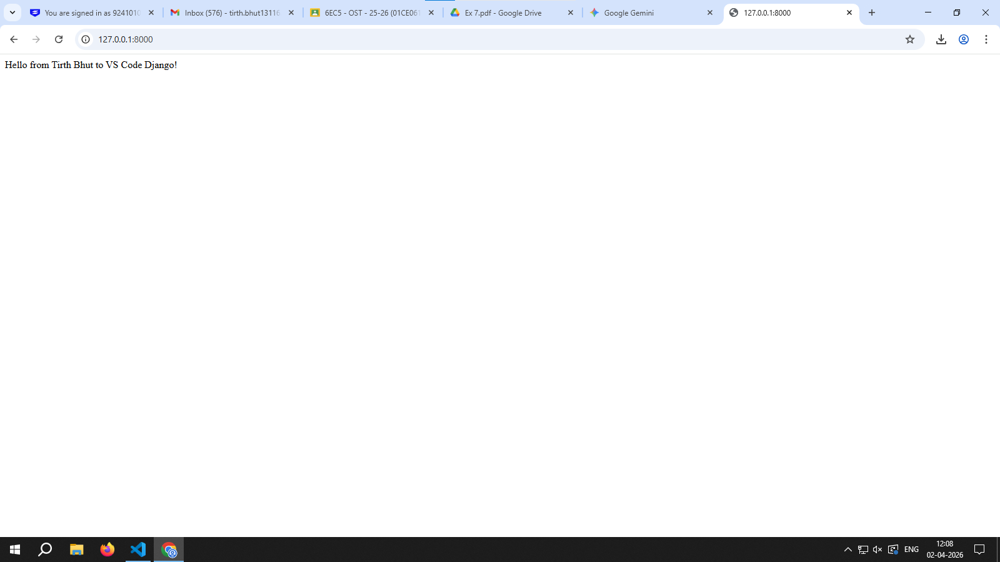 You are signed in as 9241010
Inbox (576) - tirth.bhut13116
6EC5 - OST - 25-26 (01CE061
Ex 7.pdf - Google Drive
Google Gemini
127.0.0.1:8000
127.0.0.1:8000
Hello from Tirth Bhut to VS Code Django!
ENG
12:08
02-04-2026